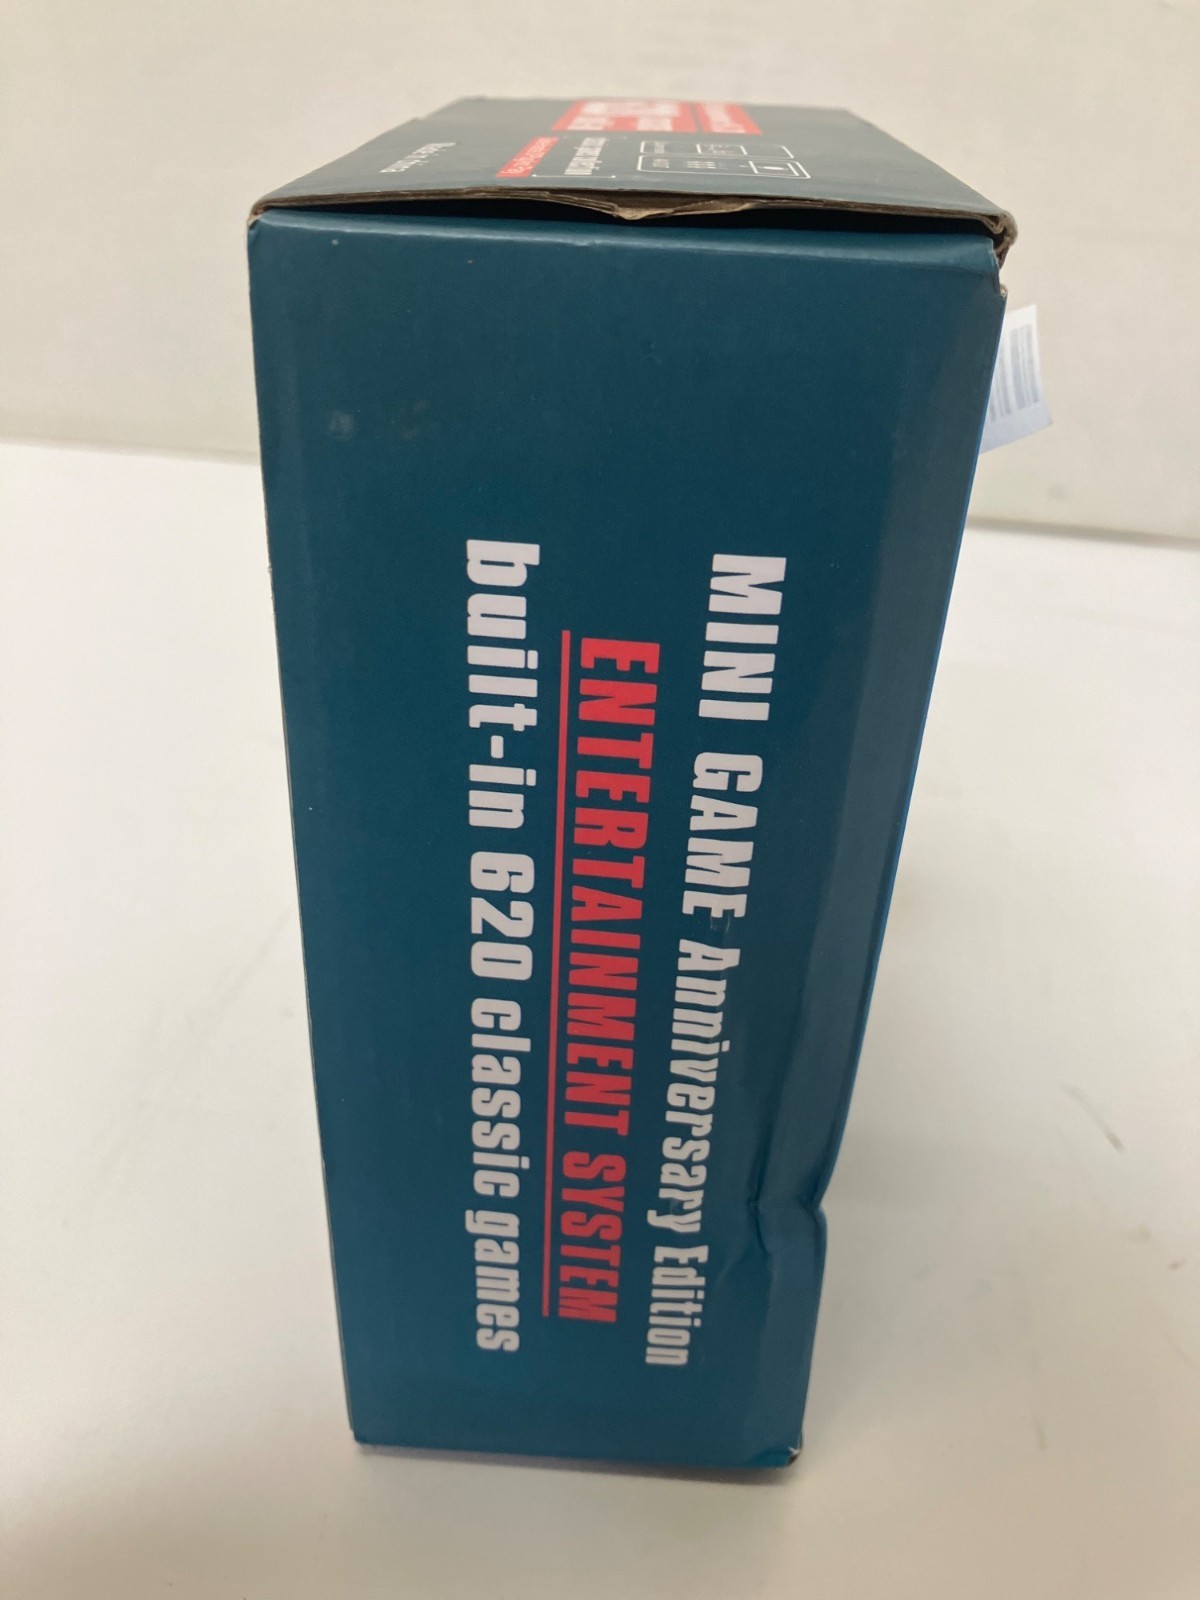 MINI GAME Anniversary Edition
ENTERTAINMENT SYSTEM
built-in 620 classic games